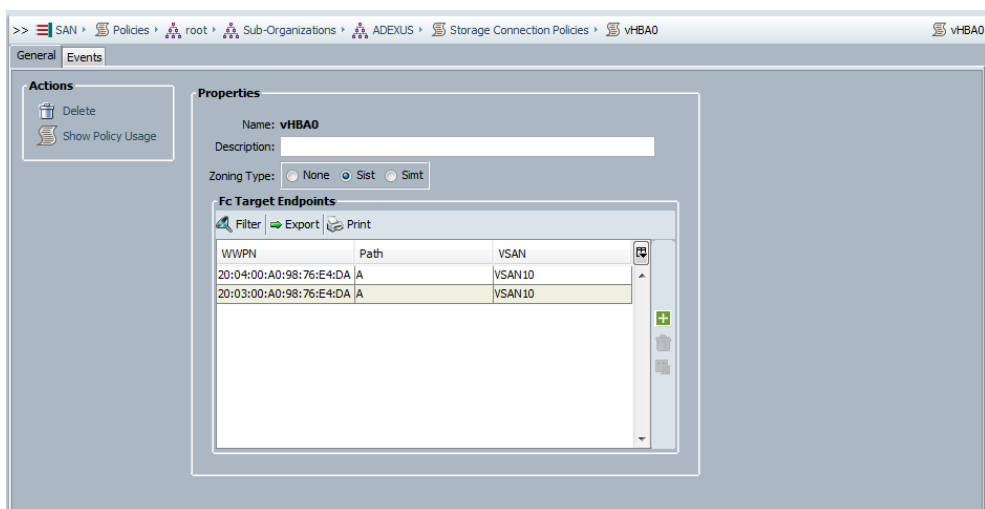 >> SAN Policies root Sub-Organizations ADEXUS Storage Connection Policies vHBA0 vHBA0
General Events
Actions
Delete
Show Policy Usage
Properties
Name: vHBA0
Description:
Zoning Type: None Sist Simt
Fc Target Endpoints
Filter Export Print
WWPN Path VSAN
20:04:00:A0:98:76:E4:DA A VSAN10
20:03:00:A0:98:76:E4:DA A VSAN10